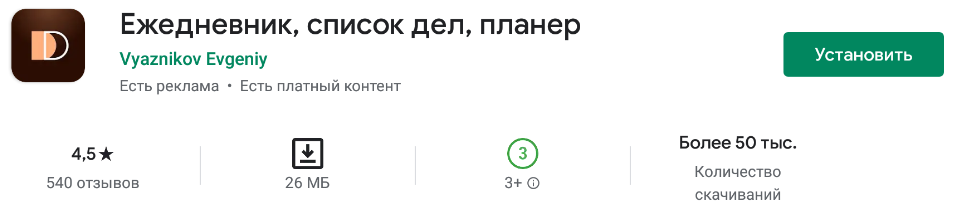 Ежедневник, список дел, планер
Vyaznikov Evgeniy
Есть реклама • Есть платный контент
Установить
4,5★
540 отзывов
26 МБ
3
3+
Более 50 тыс.
Количество
скачиваний